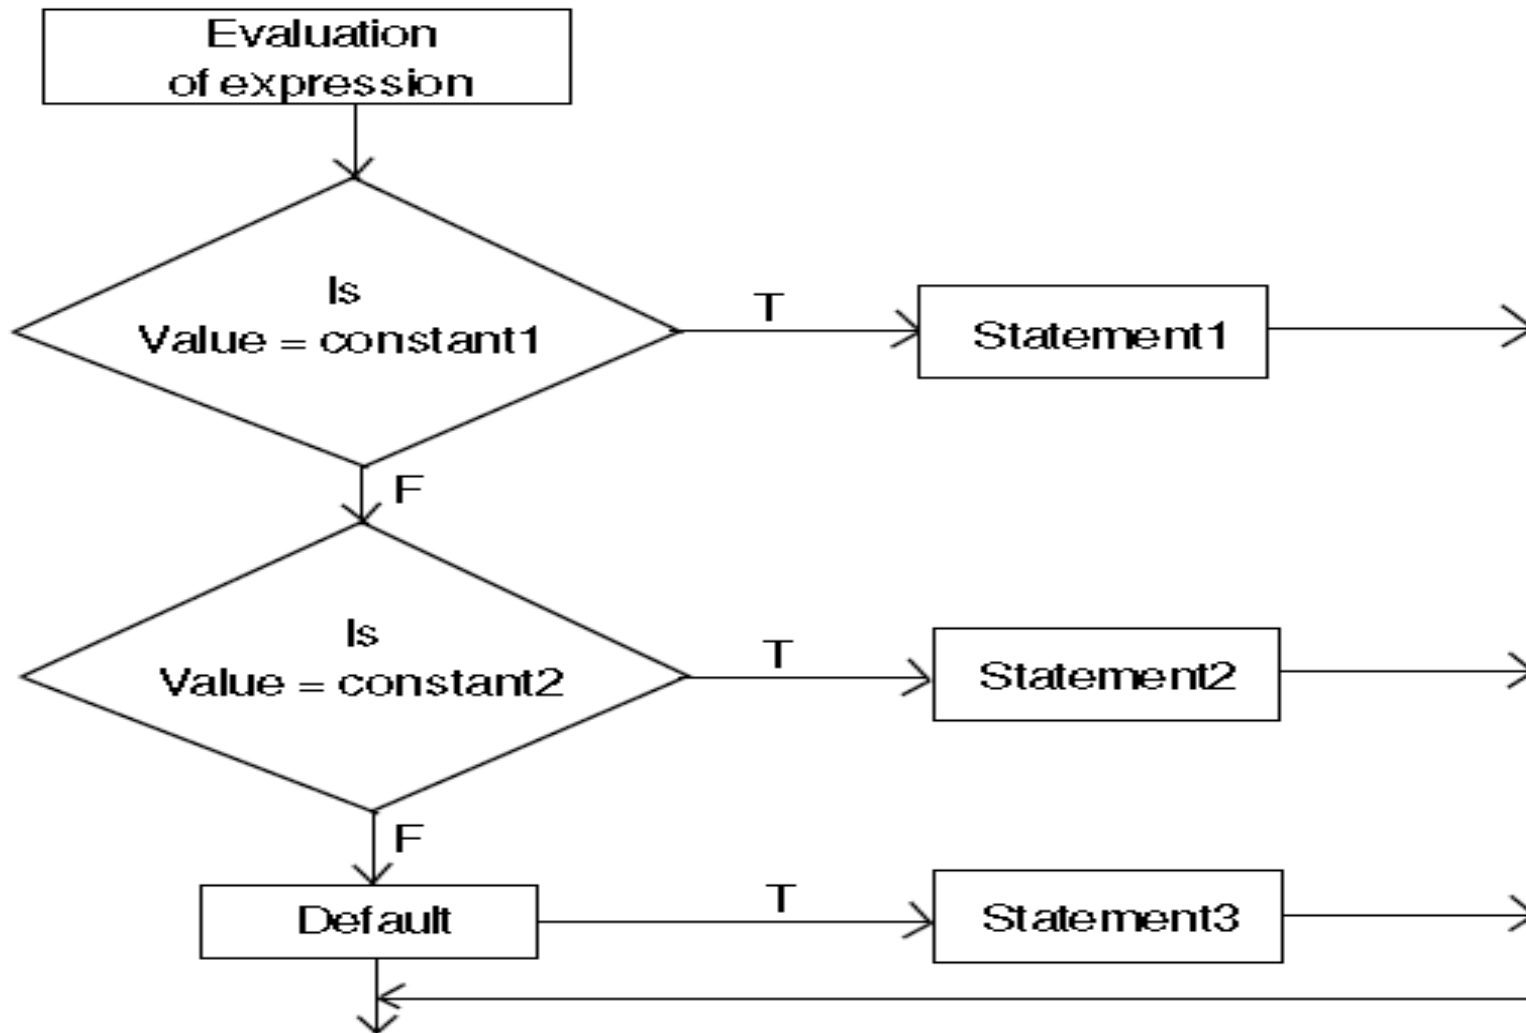 Evaluation
of expression
Is
Value = constant1
T
Statement1
F
Is
Value = constant2
T
Statement2
F
Default
T
Statement3